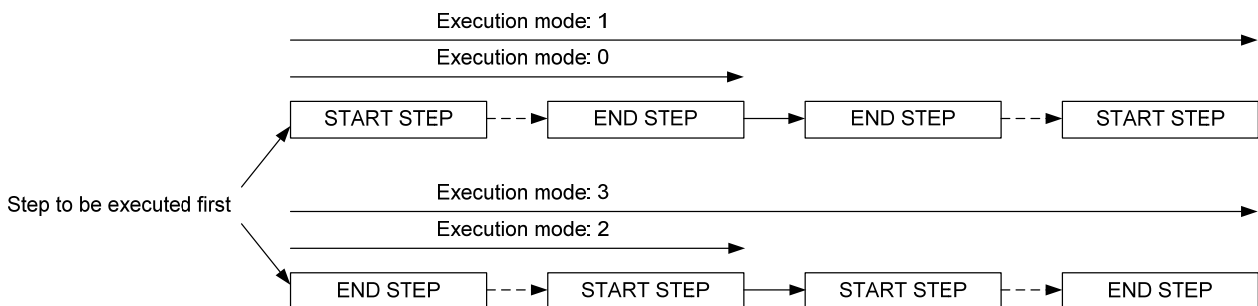 Execution mode: 1
Execution mode: 0
START STEP
END STEP
END STEP
START STEP
Step to be executed first
Execution mode: 3
Execution mode: 2
END STEP
START STEP
START STEP
END STEP